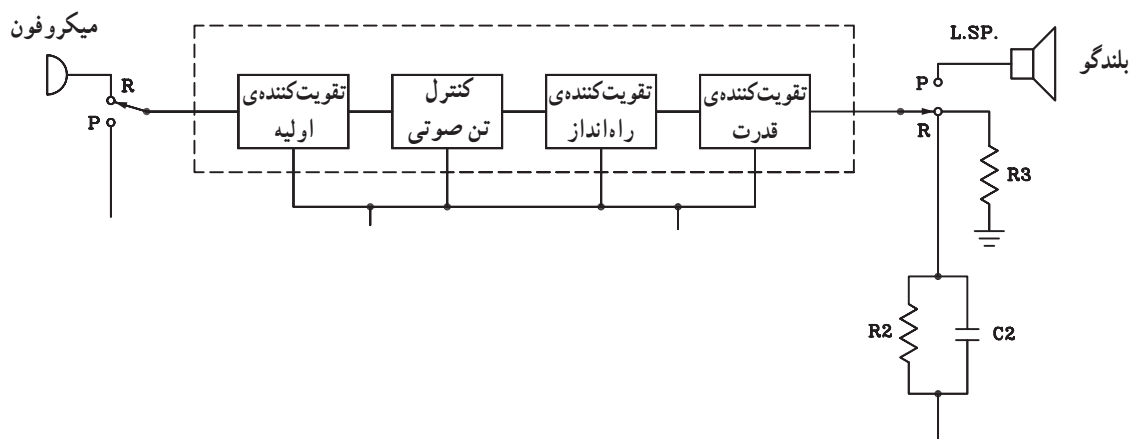 میکروفون
R
P
تقویت‌کننده‌ی
اولیه
کنترل
تن صوتی
تقویت‌کننده‌ی
راه‌انداز
تقویت‌کننده‌ی
قدرت
L.SP.
بلندگو
P
R
R3
R2
C2